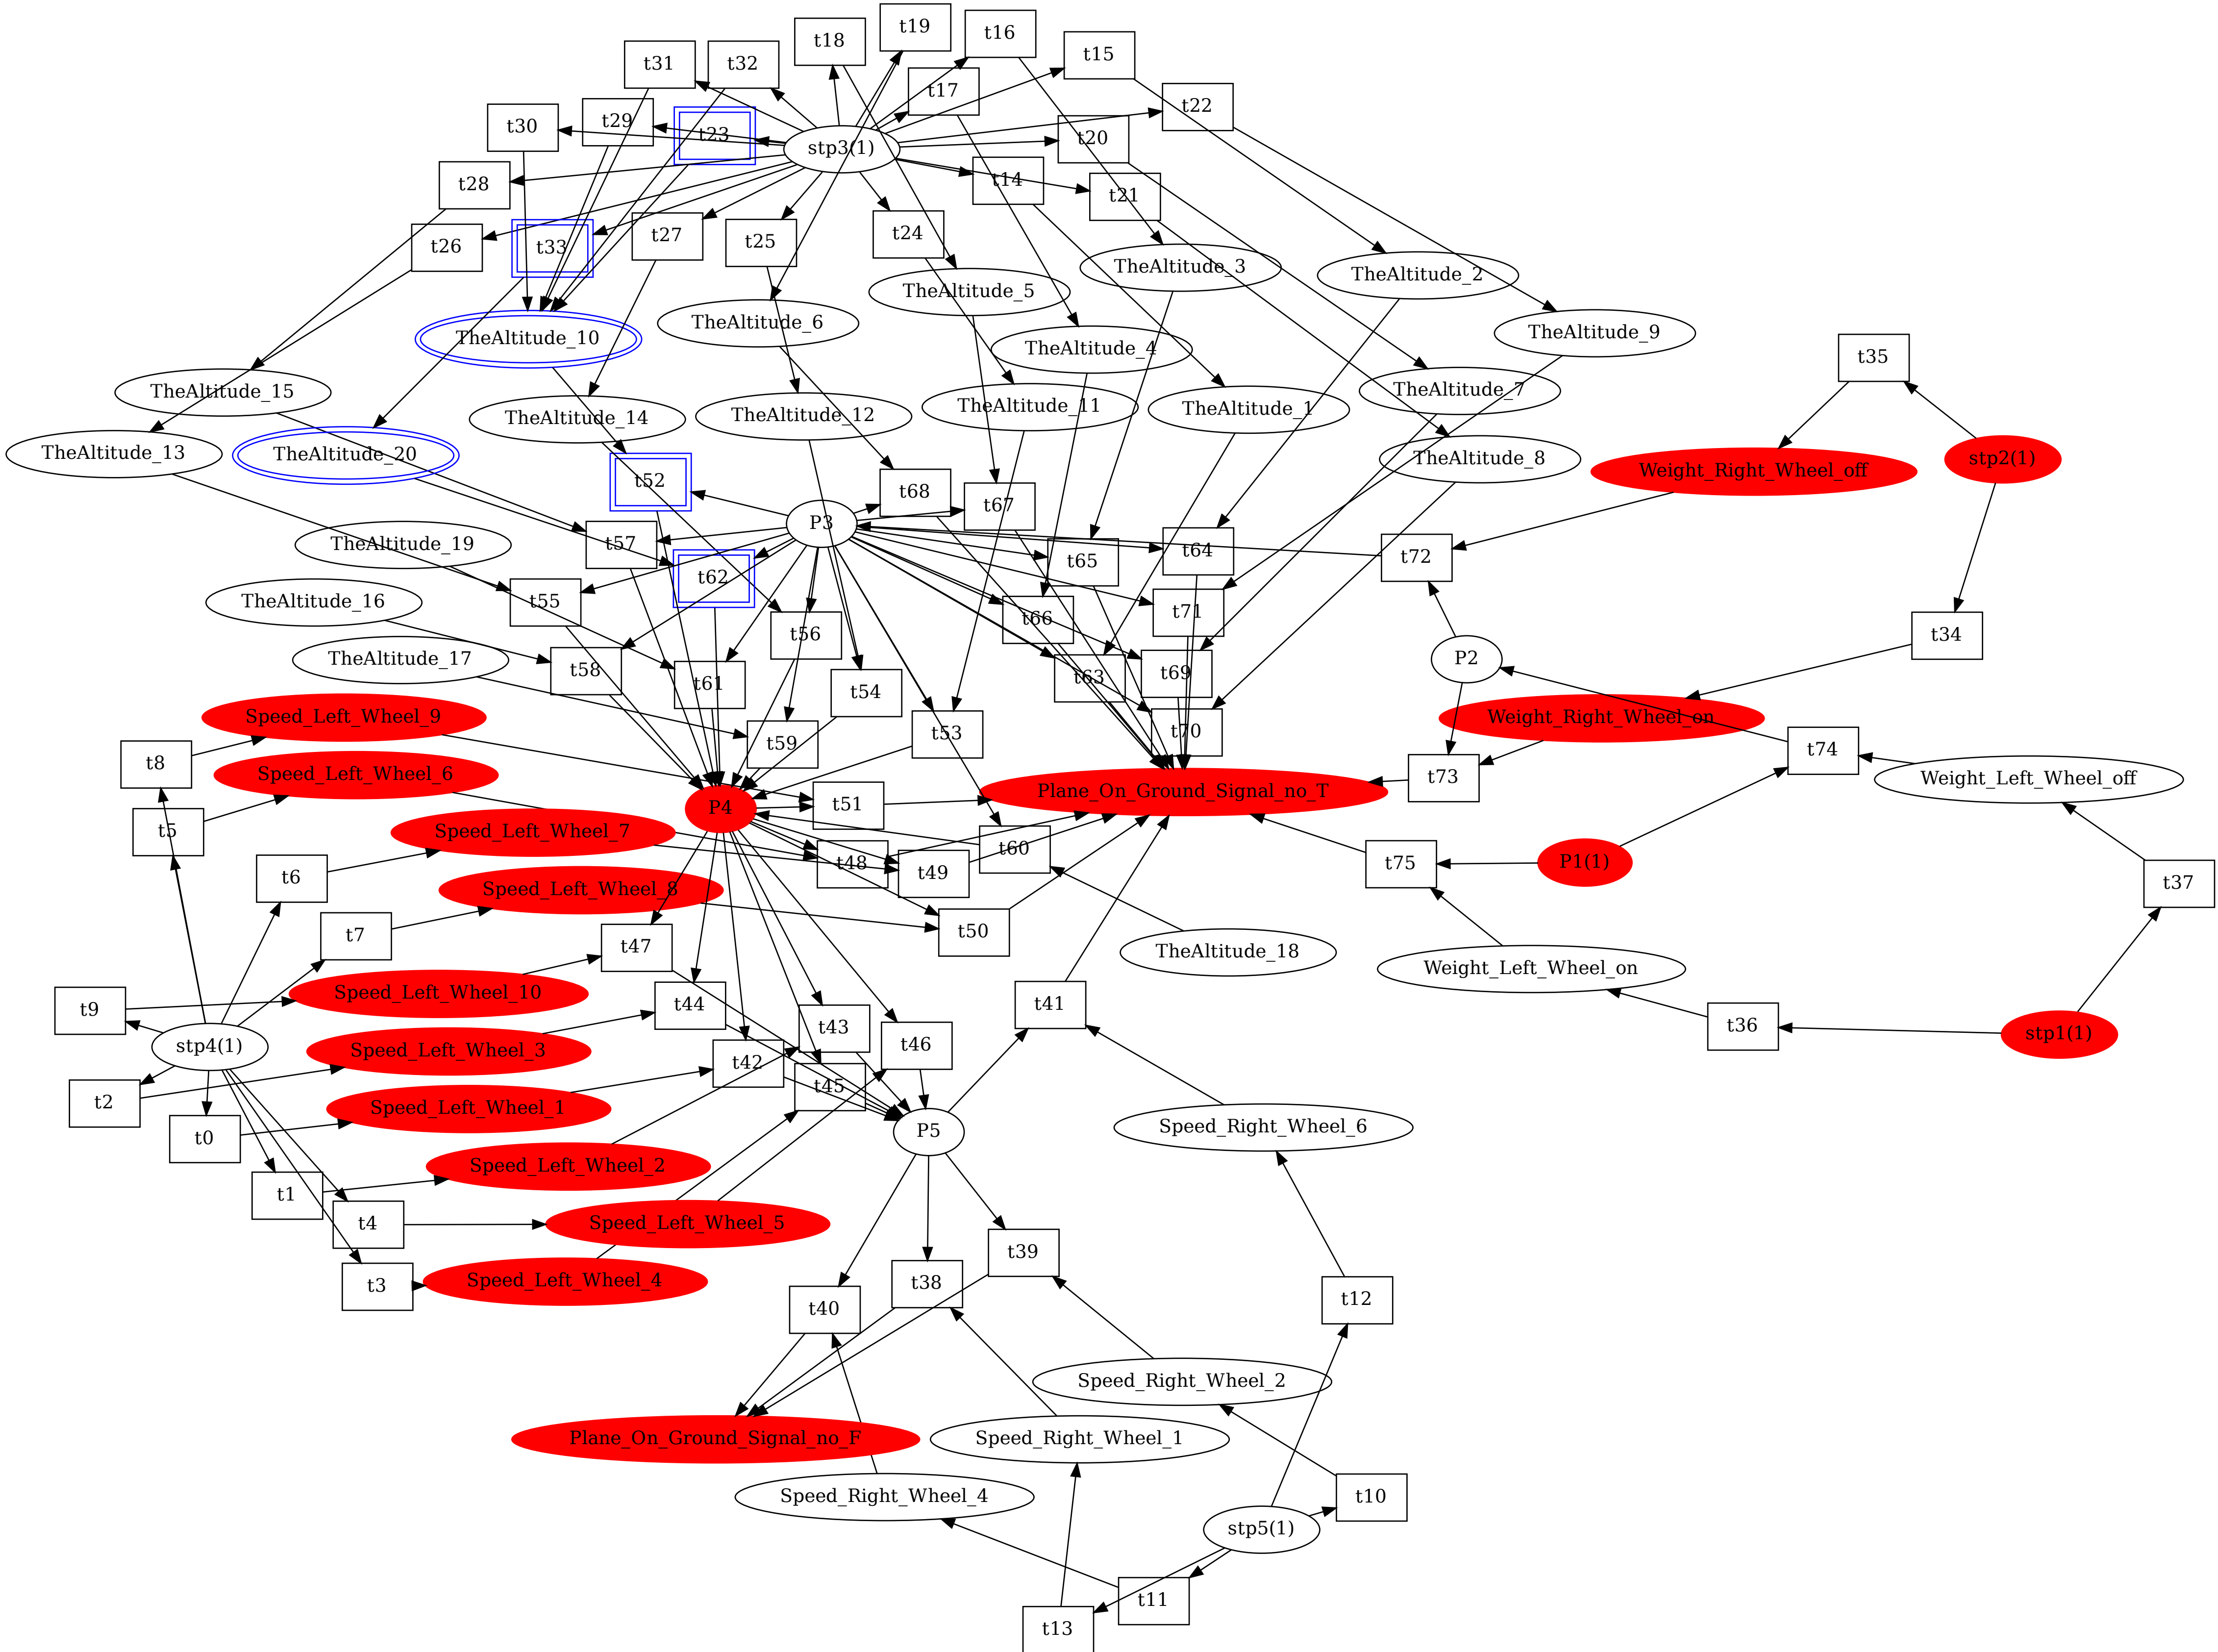 t19
t16
t18
t15
t31
t32
t17
t22
t30
t29
t23
stp3(1)
t20
t28
t14
t21
t26
t33
t27
t25
t24
TheAltitude_3
TheAltitude_2
TheAltitude_5
TheAltitude_6
TheAltitude_9
TheAltitude_10
TheAltitude_4
t35
TheAltitude_15
TheAltitude_7
TheAltitude_14
TheAltitude_12
TheAltitude_11
TheAltitude_1
TheAltitude_13
TheAltitude_20
TheAltitude_8
stp2(1)
Weight_Right_Wheel_off
t52
t68
t67
P3
TheAltitude_19
t57
t64
t72
t65
t62
TheAltitude_16
t55
t71
t66
t56
t34
TheAltitude_17
t58
P2
t61
t63
t69
t54
Speed_Left_Wheel_9
Weight_Right_Wheel_on
t70
t53
t59
t74
t8
Speed_Left_Wheel_6
Weight_Left_Wheel_off
t73
Plane_On_Ground_Signal_no_T
P4
t51
t5
Speed_Left_Wheel_7
t60
t48
t49
t75
P1(1)
t6
t37
Speed_Left_Wheel_8
t7
t50
t47
TheAltitude_18
Weight_Left_Wheel_on
Speed_Left_Wheel_10
t9
t44
t41
t43
t36
stp1(1)
stp4(1)
t46
Speed_Left_Wheel_3
t42
t45
t2
Speed_Left_Wheel_1
Speed_Right_Wheel_6
P5
t0
Speed_Left_Wheel_2
t1
t4
Speed_Left_Wheel_5
t39
t3
Speed_Left_Wheel_4
t38
t12
t40
Speed_Right_Wheel_2
Plane_On_Ground_Signal_no_F
Speed_Right_Wheel_1
Speed_Right_Wheel_4
t10
stp5(1)
t11
t13